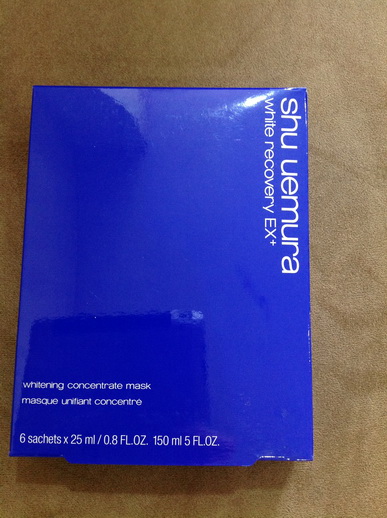 shu uemura
white recovery EX+
whitening concentrate mask
masque unifiant concentré
6 sachets x 25 ml / 0.8 FL.OZ. 150 ml 5 FL.OZ.